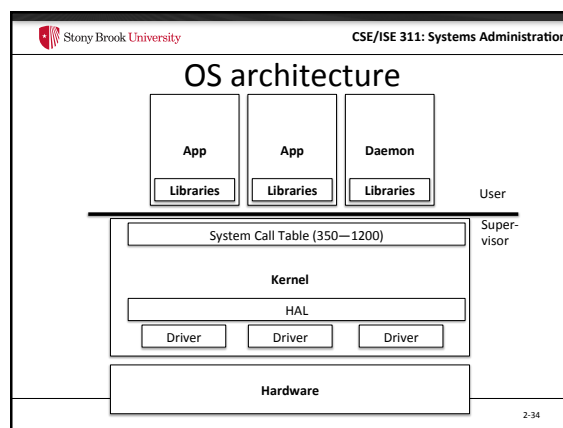 Stony Brook University
CSE/ISE 311: Systems Administration
OS architecture
App App Daemon
Libraries Libraries Libraries
User
Super-
visor
System Call Table (350—1200)
Kernel
HAL
Driver Driver Driver
Hardware
2-34